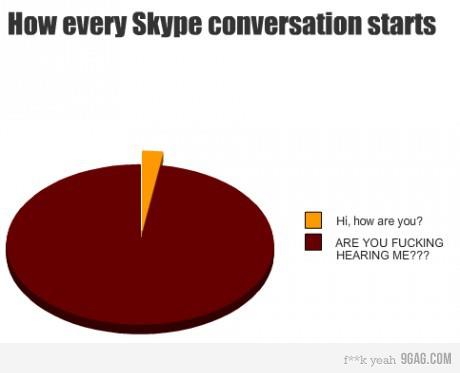 How every Skype conversation starts
Hi, how are you?
ARE YOU FUCKING
HEARING ME???
f**k yeah 9GAG.COM